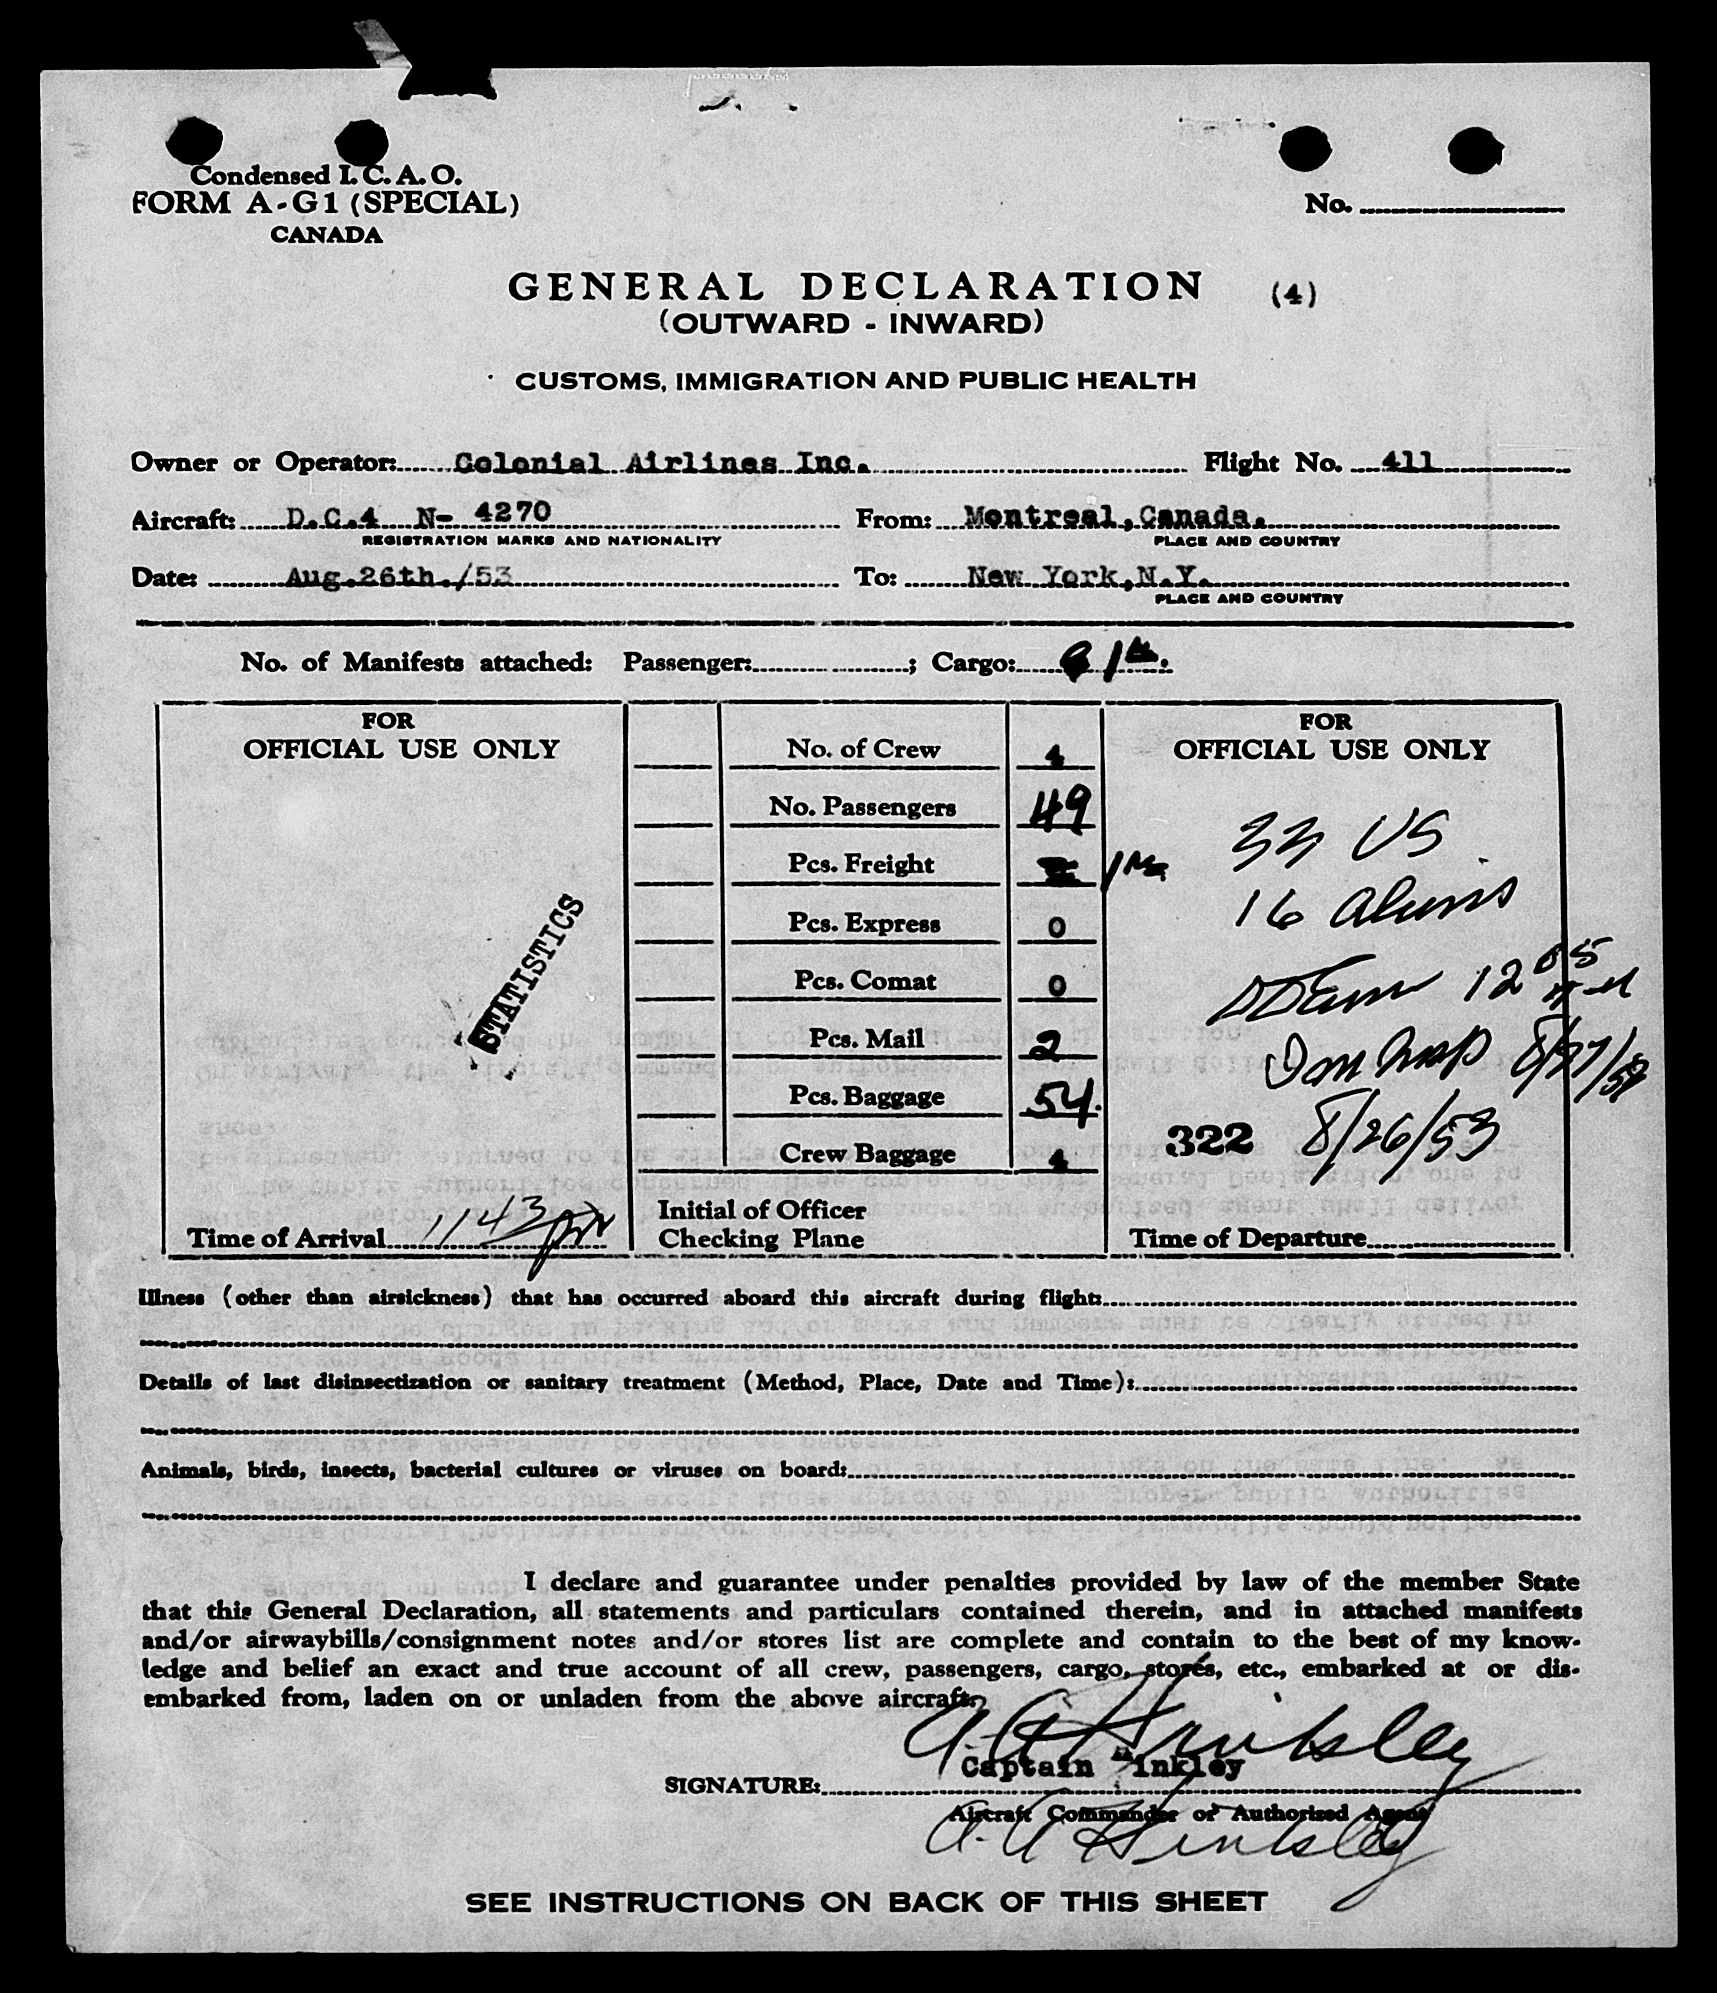 Condensed I.C.A.O.
FORM A-G1 (SPECIAL)
CANADA
No.
GENERAL DECLARATION (4)
(OUTWARD - INWARD)
CUSTOMS, IMMIGRATION AND PUBLIC HEALTH
Owner or Operator: Colonial Airlines Inc. Flight No. 411
Aircraft: D.C.4 N- 4270 From: Montreal, Canada.
REGISTRATION MARKS AND NATIONALITY PLACE AND COUNTRY
Date: Aug.26th./53 To: New York, N.Y.
PLACE AND COUNTRY
No. of Manifests attached: Passenger: ; Cargo: 1
FOR
OFFICIAL USE ONLY
STATISTICS
Time of Arrival 1143
No. of Crew 4
No. Passengers 49
Pcs. Freight 1
Pcs. Express 0
Pcs. Comat 0
Pcs. Mail 2
Pcs. Baggage 54.
Crew Baggage 4
Initial of Officer
Checking Plane
FOR
OFFICIAL USE ONLY
33 US
16 aliens
12 05
322 8/26/53
Time of Departure
Illness (other than airsickness) that has occurred aboard this aircraft during flight:
Details of last disinsectization or sanitary treatment (Method, Place, Date and Time):
Animals, birds, insects, bacterial cultures or viruses on board:
I declare and guarantee under penalties provided by law of the member State
that this General Declaration, all statements and particulars contained therein, and in attached manifests
and/or airwaybills/consignment notes and/or stores list are complete and contain to the best of my know-
ledge and belief an exact and true account of all crew, passengers, cargo, stores, etc., embarked at or dis-
embarked from, laden on or unladen from the above aircraft.
A. A. Hinksley
Captain Hinkley
SIGNATURE:
Aircraft Commander or Authorized Agent
A. A. Hinksley
SEE INSTRUCTIONS ON BACK OF THIS SHEET